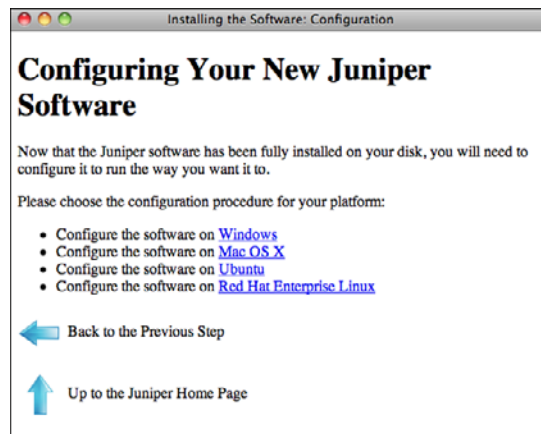 Installing the Software: Configuration
Configuring Your New Juniper
Software
Now that the Juniper software has been fully installed on your disk, you will need to
configure it to run the way you want it to.
Please choose the configuration procedure for your platform:
• Configure the software on Windows
• Configure the software on Mac OS X
• Configure the software on Ubuntu
• Configure the software on Red Hat Enterprise Linux
Back to the Previous Step
Up to the Juniper Home Page